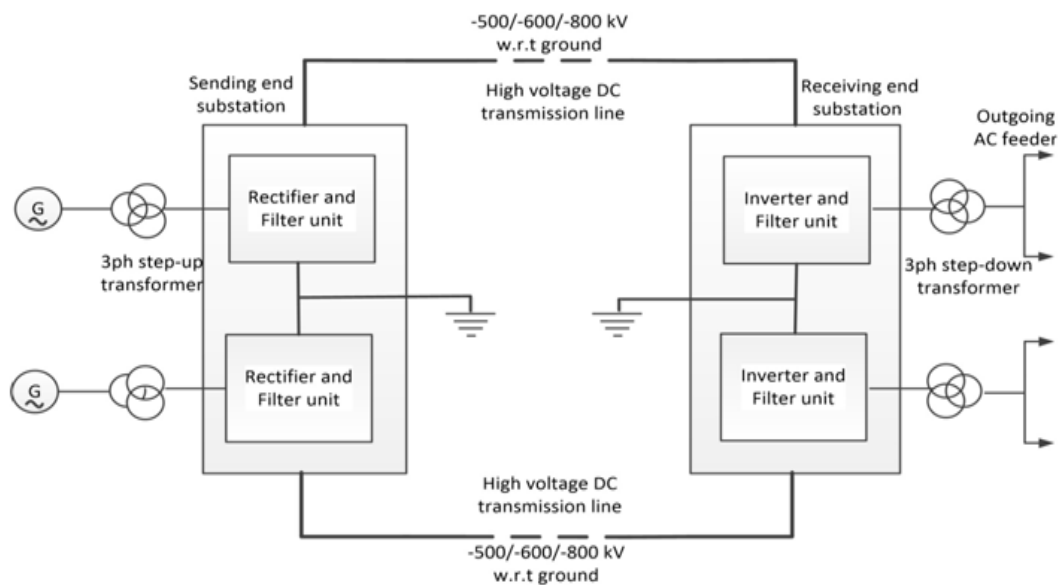 -500/-600/-800 kV
w.r.t ground
Sending end
substation
High voltage DC
transmission line
Receiving end
substation
Outgoing
AC feeder
Rectifier and
Filter unit
Inverter and
Filter unit
G
~
3ph step-up
transformer
3ph step-down
transformer
G
~
Rectifier and
Filter unit
Inverter and
Filter unit
High voltage DC
transmission line
-500/-600/-800 kV
w.r.t ground